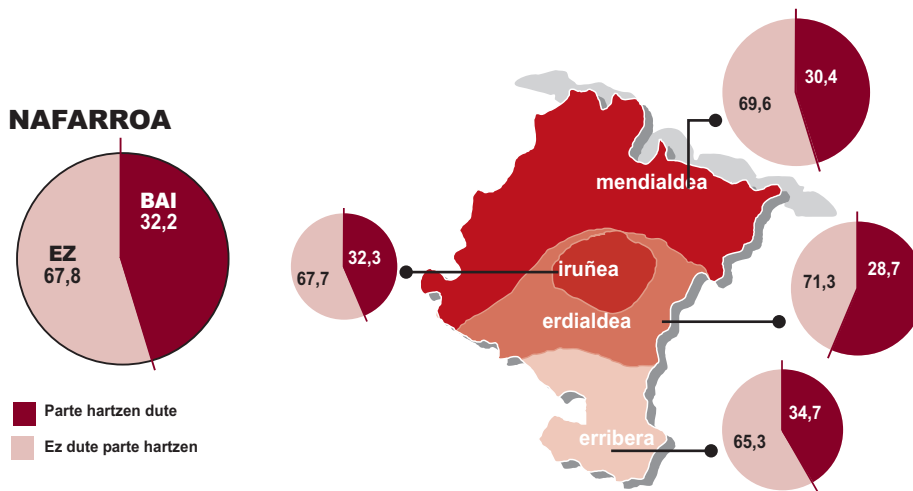 NAFARROA
BAI
32,2
EZ
67,8
Parte hartzen dute
Ez dute parte hartzen
30,4
69,6
mendialdea
32,3
67,7
iruñea
28,7
71,3
erdialdea
34,7
65,3
erribera